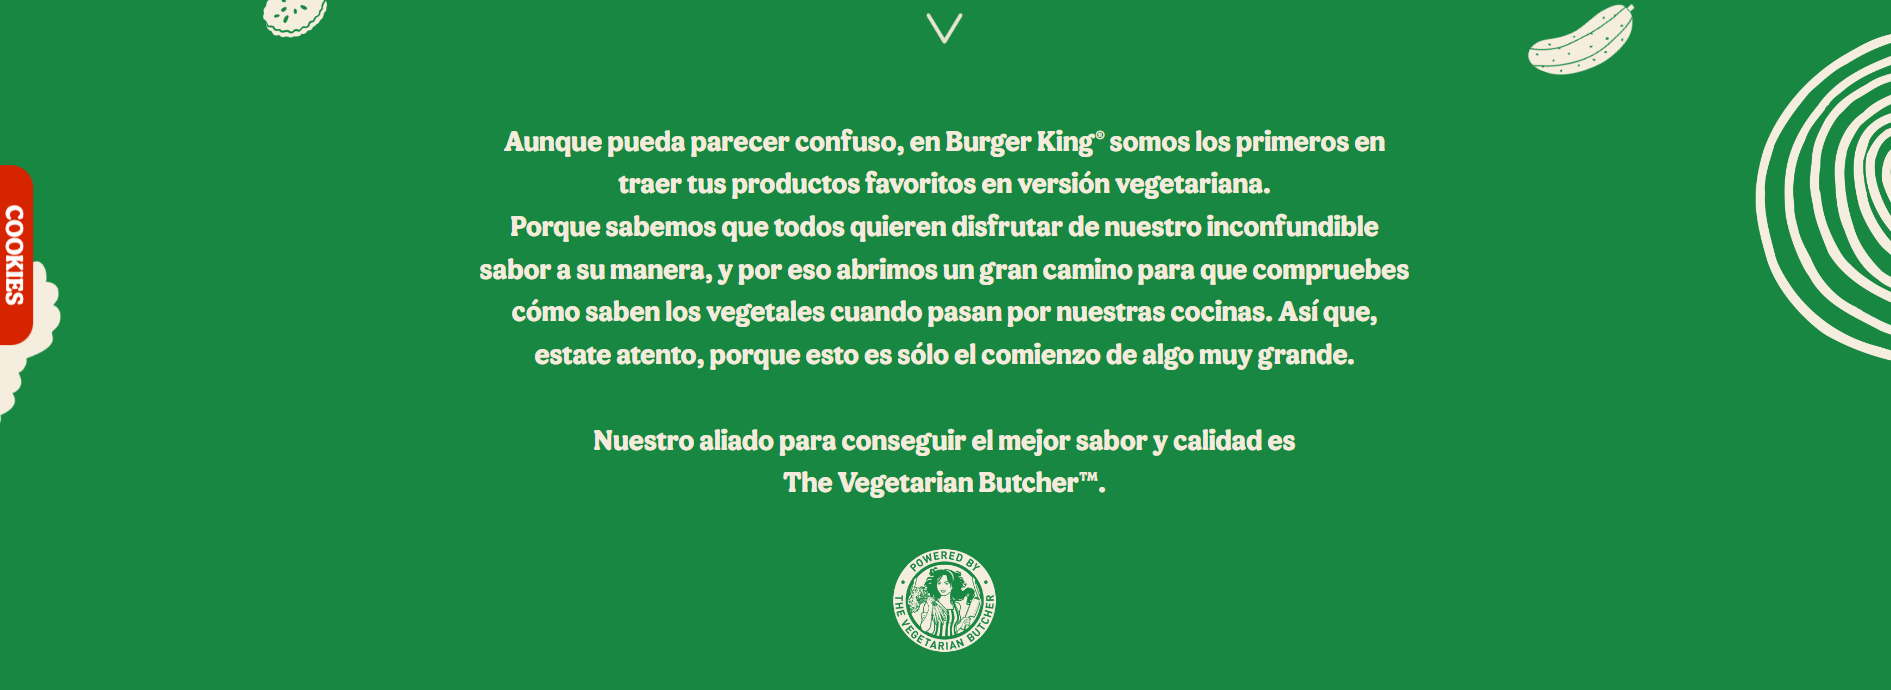 Aunque pueda parecer confuso, en Burger King® somos los primeros en
traer tus productos favoritos en versión vegetariana.
Porque sabemos que todos quieren disfrutar de nuestro inconfundible
sabor a su manera, y por eso abrimos un gran camino para que compruebes
cómo saben los vegetales cuando pasan por nuestras cocinas. Así que,
estate atento, porque esto es sólo el comienzo de algo muy grande.
Nuestro aliado para conseguir el mejor sabor y calidad es
The Vegetarian Butcher™.
COOKIES
POWERED BY
THE VEGETARIAN BUTCHER